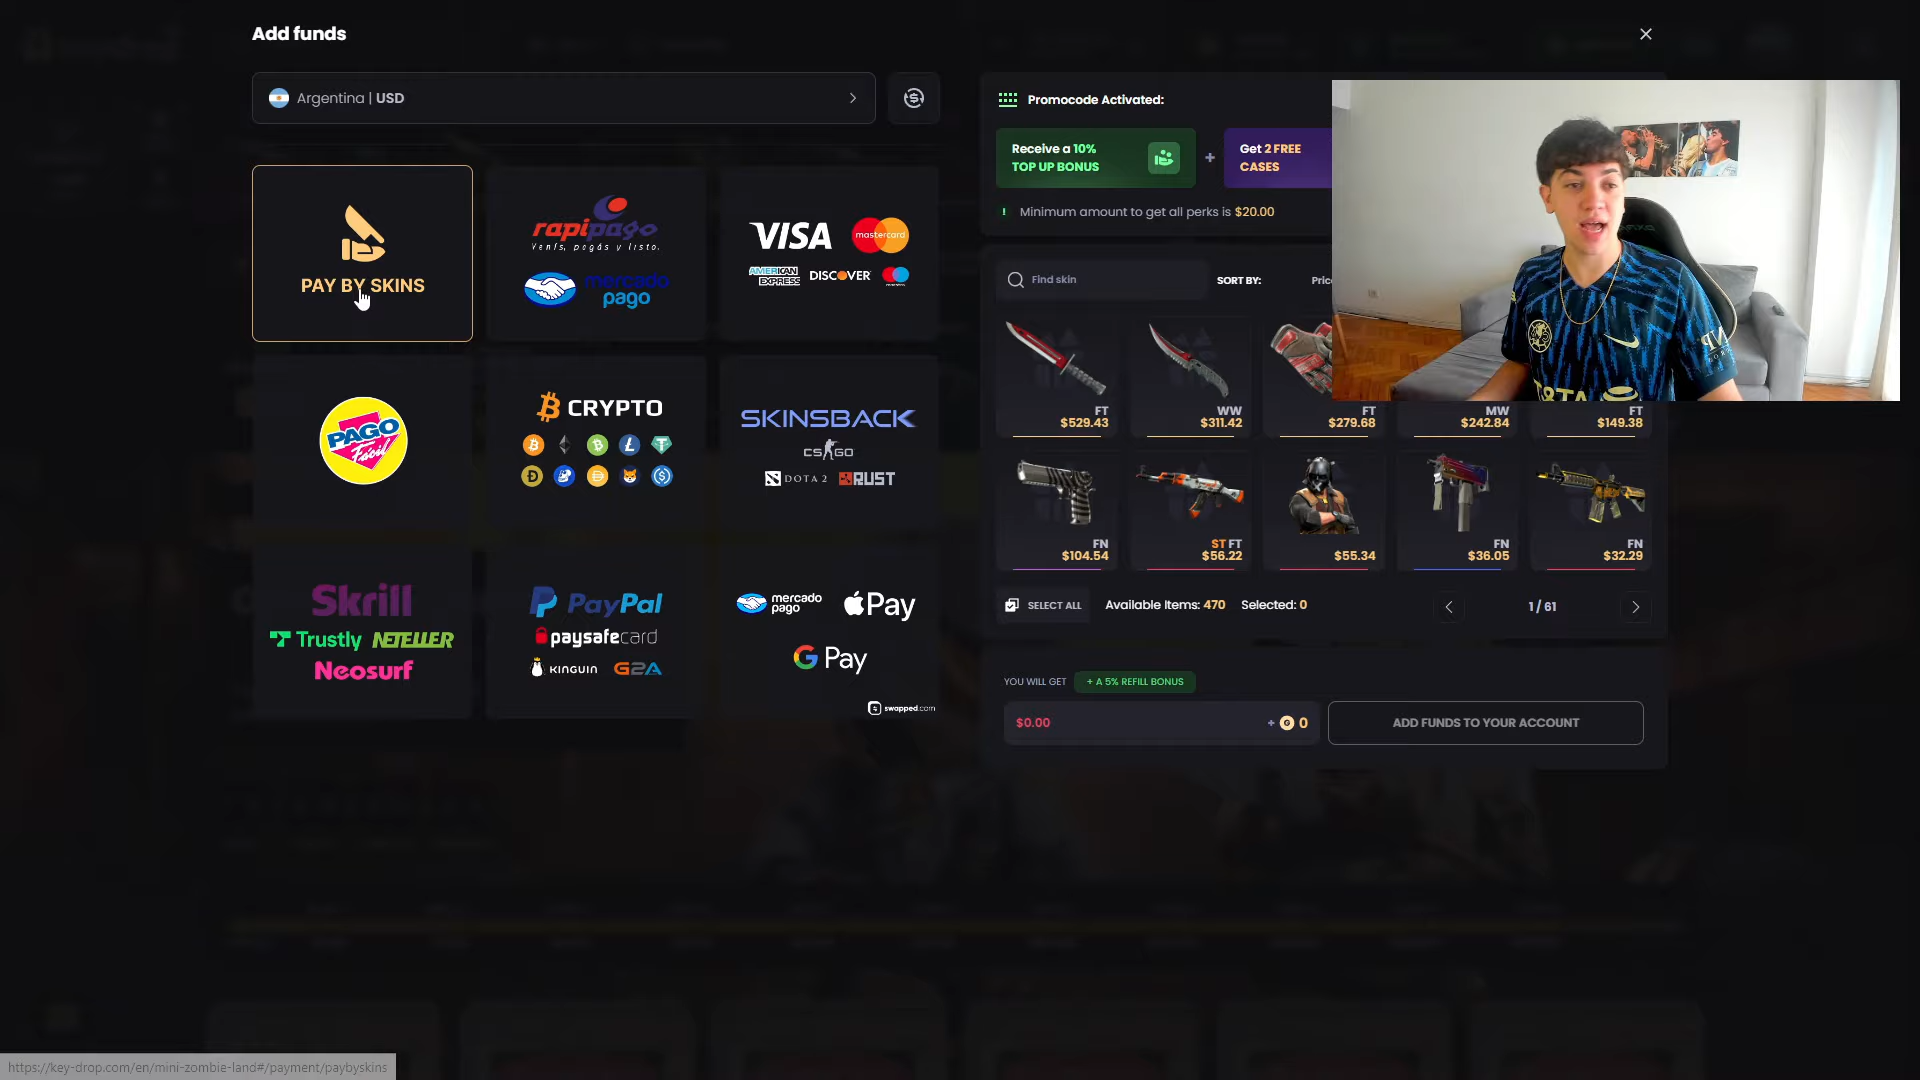 Add funds
Argentina | USD
PAY BY SKINS
rapipago
Venís, pagás y listo.
mercado
pago
VISA
mastercard
AMERICAN
EXPRESS
DISCOVER
PAGO
Fácil
CRYPTO
SKINSBACK
CS:GO
DOTA 2
RUST
Skrill
Trustly NETELLER
Neosurf
PayPal
paysafecard
KINGUIN G2A
mercado
pago
Pay
G Pay
swapped.com
Promocode Activated:
Receive a 10%
TOP UP BONUS
+
Get 2 FREE
CASES
! Minimum amount to get all perks is $20.00
Find skin
SORT BY:
FT
$529.43
WW
$311.42
FT
$279.68
MW
$242.84
FT
$149.38
FN
$104.54
ST FT
$56.22
$55.34
FN
$36.05
FN
$32.29
SELECT ALL
Available Items: 470
Selected: 0
1 / 61
YOU WILL GET
+ A 5% REFILL BONUS
$0.00
+ G 0
ADD FUNDS TO YOUR ACCOUNT
https://key-drop.com/en/mini-zombie-land#/payment/paybyskins